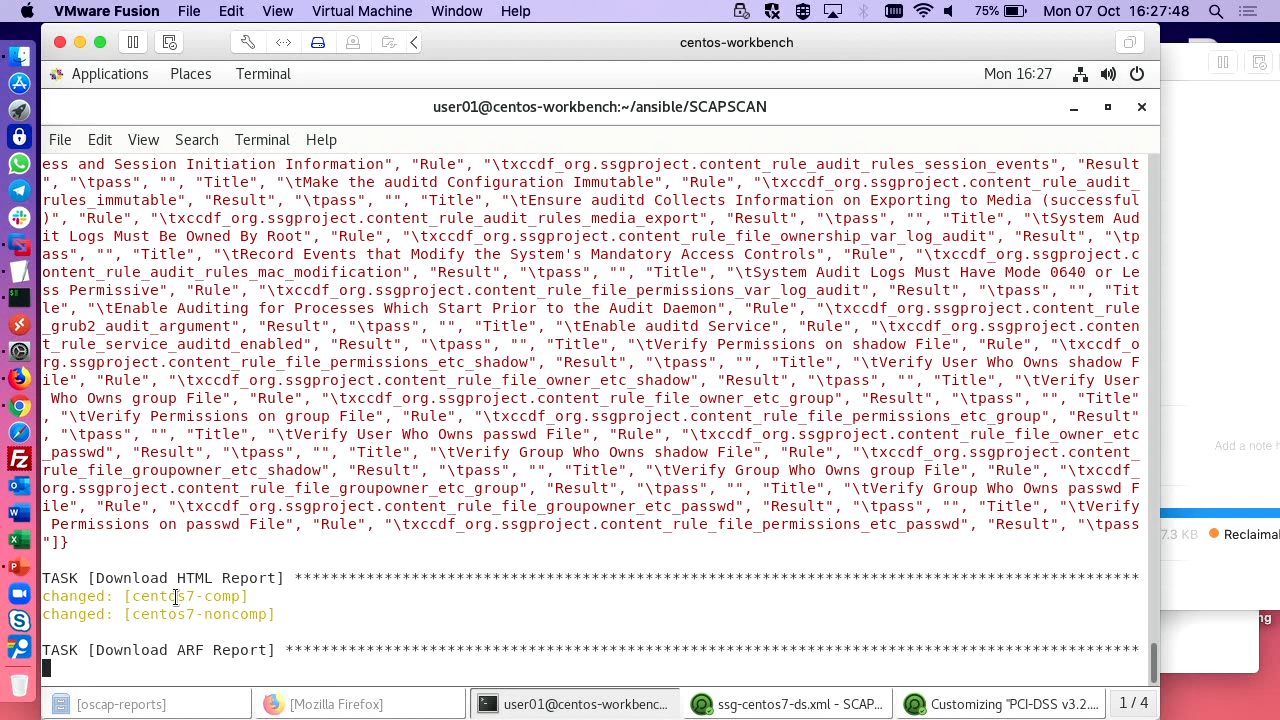 VMware Fusion File Edit View Virtual Machine Window Help 75% Mon 07 Oct 16:27:48
centos-workbench
Applications Places Terminal Mon 16:27
user01@centos-workbench:~/ansible/SCAPSCAN
File Edit View Search Terminal Help
ess and Session Initiation Information", "Rule", "\txccdf_org.ssgproject.content_rule_audit_rules_session_events", "Result
", "\tpass", "", "Title", "\tMake the auditd Configuration Immutable", "Rule", "\txccdf_org.ssgproject.content_rule_audit_
rules_immutable", "Result", "\tpass", "", "Title", "\tEnsure auditd Collects Information on Exporting to Media (successful
)", "Rule", "\txccdf_org.ssgproject.content_rule_audit_rules_media_export", "Result", "\tpass", "", "Title", "\tSystem Aud
it Logs Must Be Owned By Root", "Rule", "\txccdf_org.ssgproject.content_rule_file_ownership_var_log_audit", "Result", "\tp
ass", "", "Title", "\tRecord Events that Modify the System's Mandatory Access Controls", "Rule", "\txccdf_org.ssgproject.c
ontent_rule_audit_rules_mac_modification", "Result", "\tpass", "", "Title", "\tSystem Audit Logs Must Have Mode 0640 or Le
ss Permissive", "Rule", "\txccdf_org.ssgproject.content_rule_file_permissions_var_log_audit", "Result", "\tpass", "", "Tit
le", "\tEnable Auditing for Processes Which Start Prior to the Audit Daemon", "Rule", "\txccdf_org.ssgproject.content_rule
_grub2_audit_argument", "Result", "\tpass", "", "Title", "\tEnable auditd Service", "Rule", "\txccdf_org.ssgproject.conten
t_rule_service_auditd_enabled", "Result", "\tpass", "", "Title", "\tVerify Permissions on shadow File", "Rule", "\txccdf_o
rg.ssgproject.content_rule_file_permissions_etc_shadow", "Result", "\tpass", "", "Title", "\tVerify User Who Owns shadow F
ile", "Rule", "\txccdf_org.ssgproject.content_rule_file_owner_etc_shadow", "Result", "\tpass", "", "Title", "\tVerify User
 Who Owns group File", "Rule", "\txccdf_org.ssgproject.content_rule_file_owner_etc_group", "Result", "\tpass", "", "Title"
, "\tVerify Permissions on group File", "Rule", "\txccdf_org.ssgproject.content_rule_file_permissions_etc_group", "Result"
, "\tpass", "", "Title", "\tVerify User Who Owns passwd File", "Rule", "\txccdf_org.ssgproject.content_rule_file_owner_etc
_passwd", "Result", "\tpass", "", "Title", "\tVerify Group Who Owns shadow File", "Rule", "\txccdf_org.ssgproject.content_
rule_file_groupowner_etc_shadow", "Result", "\tpass", "", "Title", "\tVerify Group Who Owns group File", "Rule", "\txccdf_
org.ssgproject.content_rule_file_groupowner_etc_group", "Result", "\tpass", "", "Title", "\tVerify Group Who Owns passwd F
ile", "Rule", "\txccdf_org.ssgproject.content_rule_file_groupowner_etc_passwd", "Result", "\tpass", "", "Title", "\tVerify
 Permissions on passwd File", "Rule", "\txccdf_org.ssgproject.content_rule_file_permissions_etc_passwd", "Result", "\tpass
"]}
TASK [Download HTML Report] **********************************************************************************************
changed: [centos7-comp]
changed: [centos7-noncomp]
TASK [Download ARF Report] ***********************************************************************************************
[oscap-reports] [Mozilla Firefox] user01@centos-workbenc... ssg-centos7-ds.xml - SCAP... Customizing "PCI-DSS v3.2.... 1 / 4
Add a note h
7.3 KB Reclaimal
ng